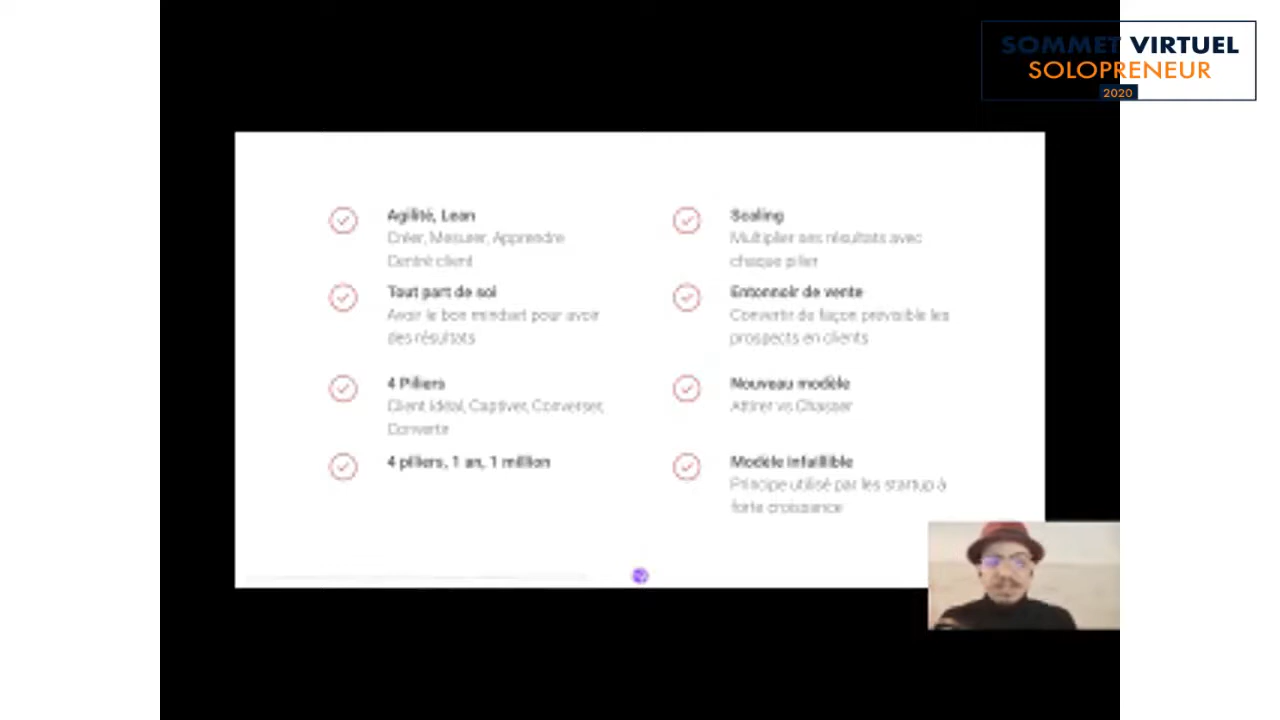 SOMMET VIRTUEL
SOLOPRENEUR
2020
Agilité, Lean
Créer, Mesurer, Apprendre
Centré client
Tout part de soi
Avoir le bon mindset pour avoir
des résultats
4 Piliers
Client Idéal, Captiver, Converser,
Converte
4 piliers, 1 an, 1 million
Scaling
Multiplier ses résultats avec
chaque pilier
Entonnoir de vente
Convertir de façon prévisible les
prospects en clients
Nouveau modèle
Attirer vs Chasser
Modèle infaillible
Principe utilisé par les startup à
forte croissance